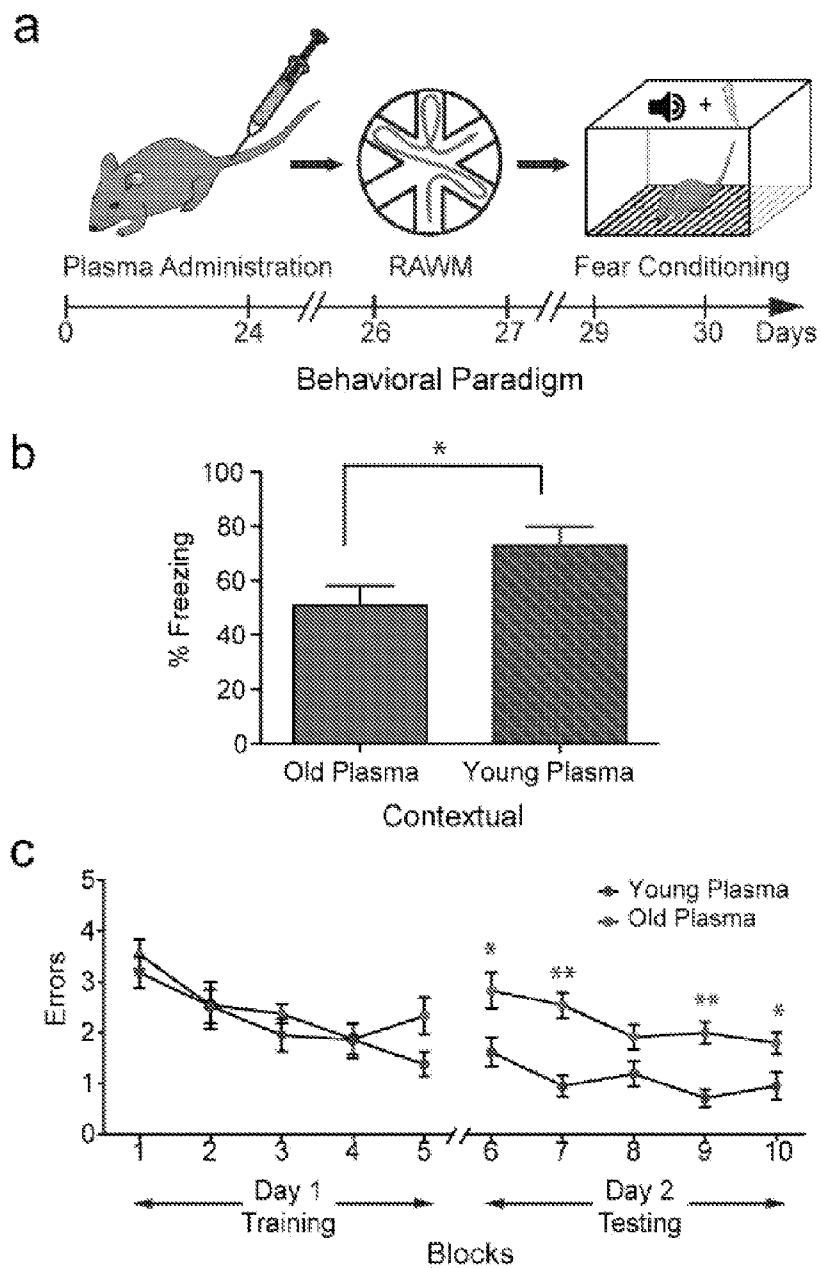 a
+
Plasma Administration RAWM Fear Conditioning
0 24 26 27 29 30 Days
Behavioral Paradigm
b
*
100
80
60
40
20
0
% Freezing
Old Plasma Young Plasma
Contextual
c
5
4
3
2
1
0
Errors
Young Plasma
Old Plasma
* ** ** *
1 2 3 4 5 6 7 8 9 10
Day 1 Day 2
Training Testing
Blocks